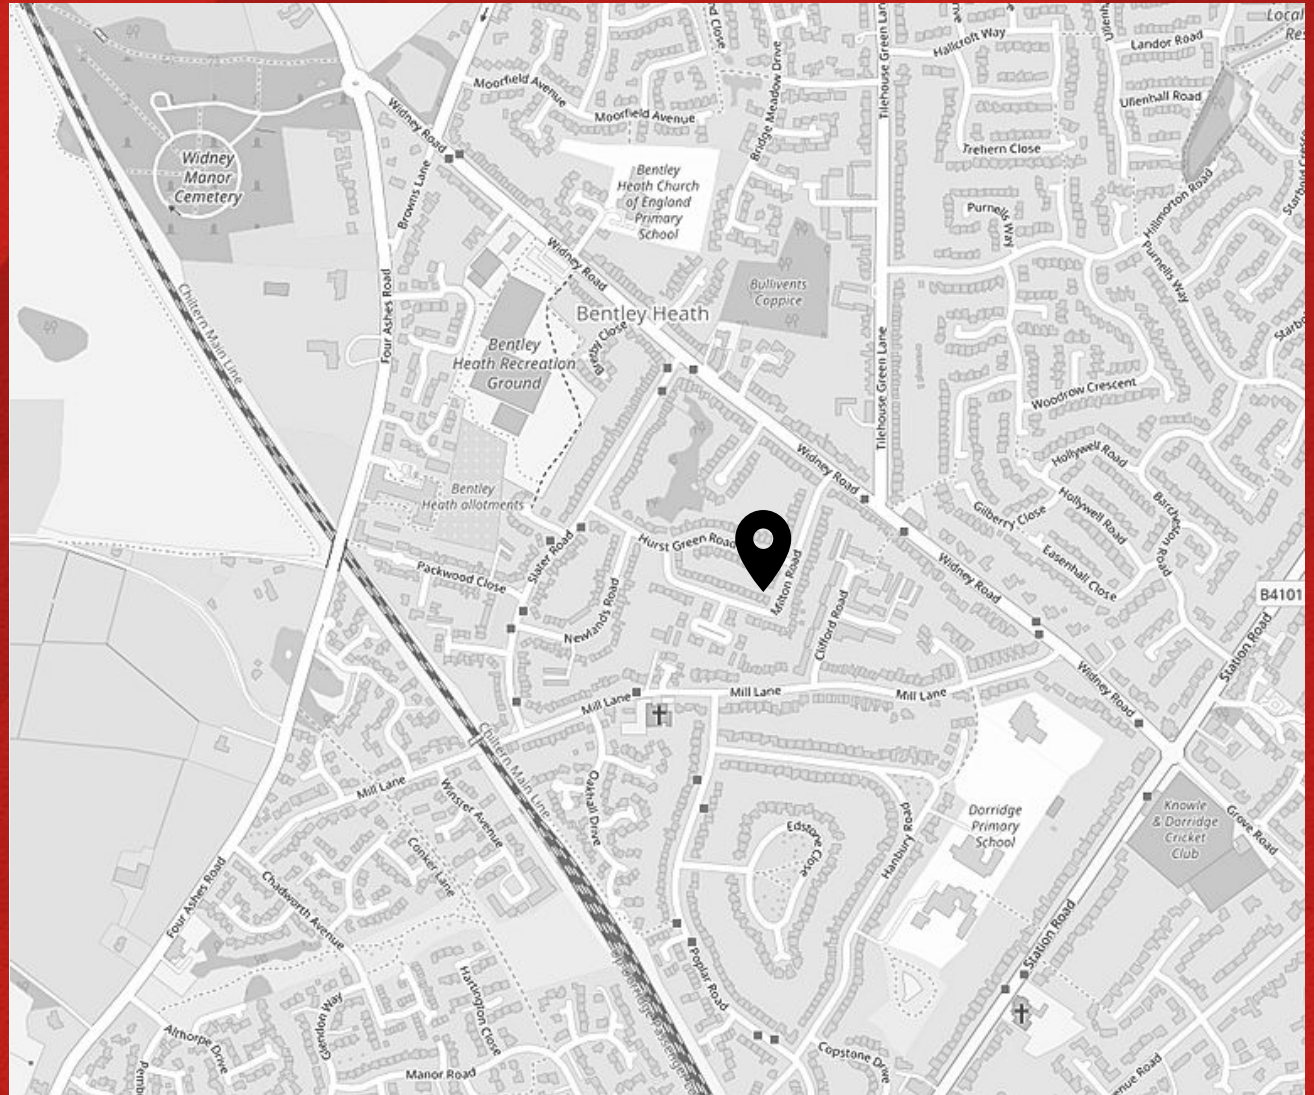 Local
Hallcroft Way
Landor Road
Tilehouse Green Lane
Moorfield Avenue
Moorfield Avenue
Bridge Meadow Drive
Ullenhall Road
Widney Road
Trehern Close
Widney
Manor
Cemetery
Bentley
Heath Church
of England
Primary
School
Browns Lane
Hillmorton Road
Purnells Way
Purnells Way
Widney Road
Four Ashes Road
Chiltern Main Line
Bullivents
Coppice
Bentley Heath
Close
Bentley
Heath Recreation
Ground
Tilehouse Green Lane
Woodrow Crescent
Widney Road
Hollywell Road
Bentley
Heath allotments
Hollywell Road
Barcheston Road
Gilberry Close
Hurst Green Road
Slater Road
Easenhall Close
Packwood Close
Milton Road
Widney Road
B4101
Newlands Road
Clifford Road
Station Road
Mill Lane
Mill Lane
Mill Lane
Widney Road
Chiltern Main Line
Mill Lane
Winster Avenue
Oakhall Drive
Dorridge
Primary
School
Knowle
& Dorridge
Cricket
Club
Grove Road
Edstone Close
Hanbury Road
Conker Lane
Four Ashes Road
Chadworth Avenue
Station Road
Poplar Road
Hartington Close
Glendon Way
Althorpe Drive
Manor Road
Copstone Drive